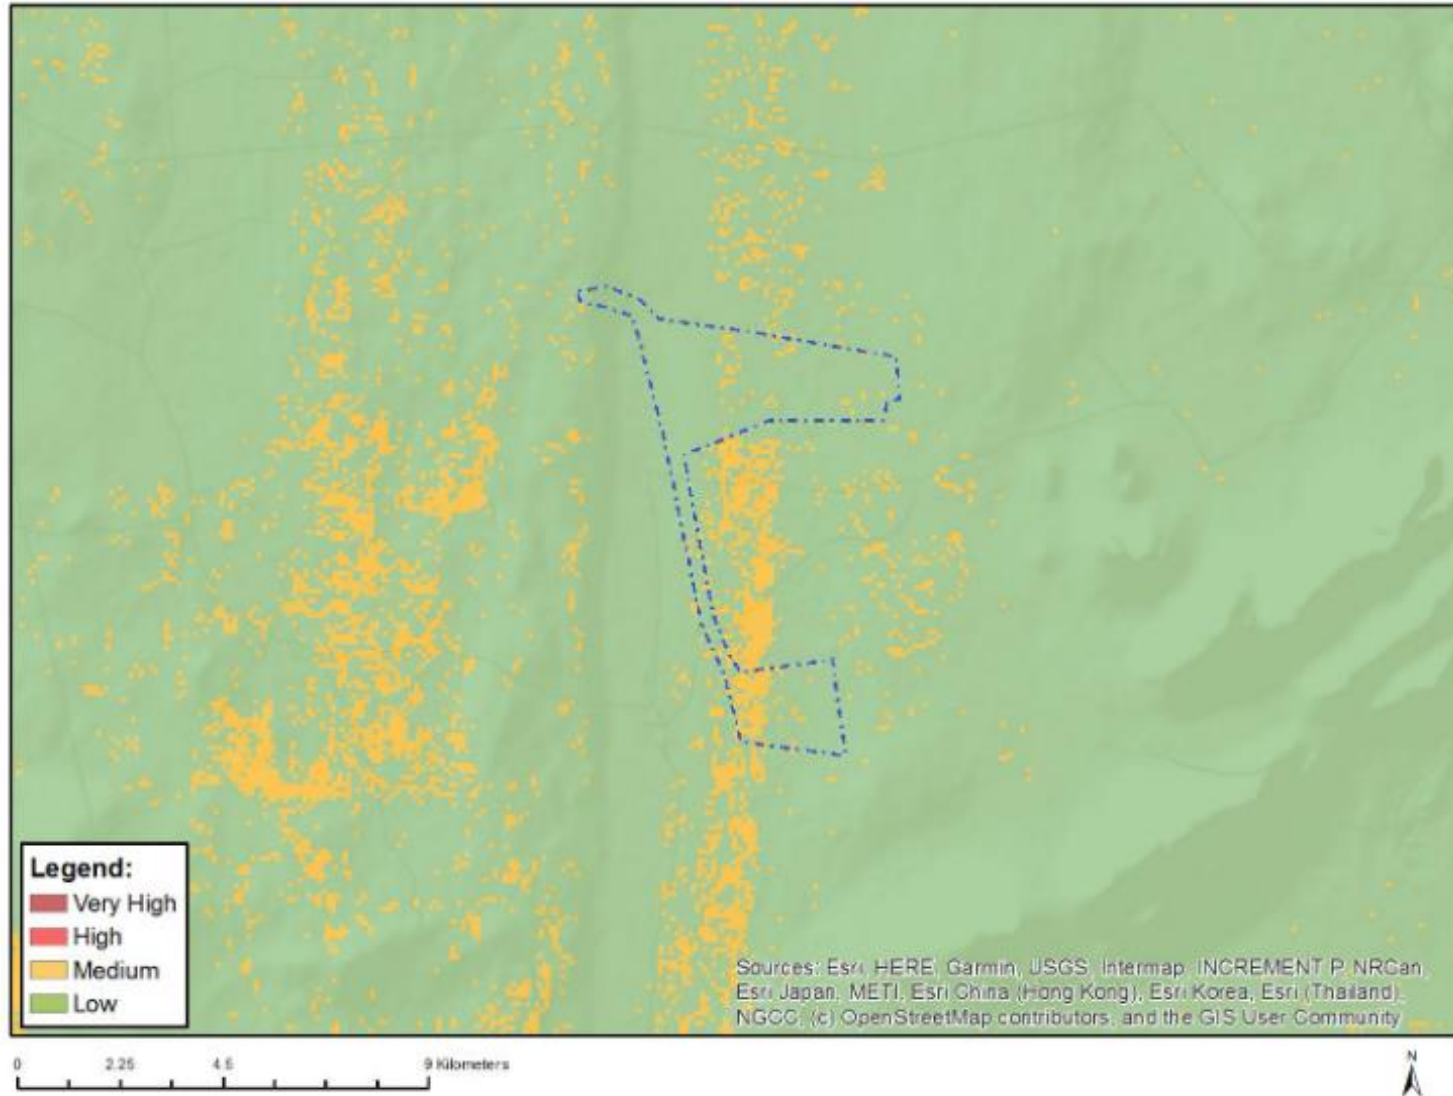 Legend:
Very High
High
Medium
Low
Sources: Esri, HERE, Garmin, USGS, Intermap, INCREMENT P, NRCan,
Esri Japan, METI, Esri China (Hong Kong), Esri Korea, Esri (Thailand),
NGCC, (c) OpenStreetMap contributors, and the GIS User Community
0 2.25 4.5 9 Kilometers
N